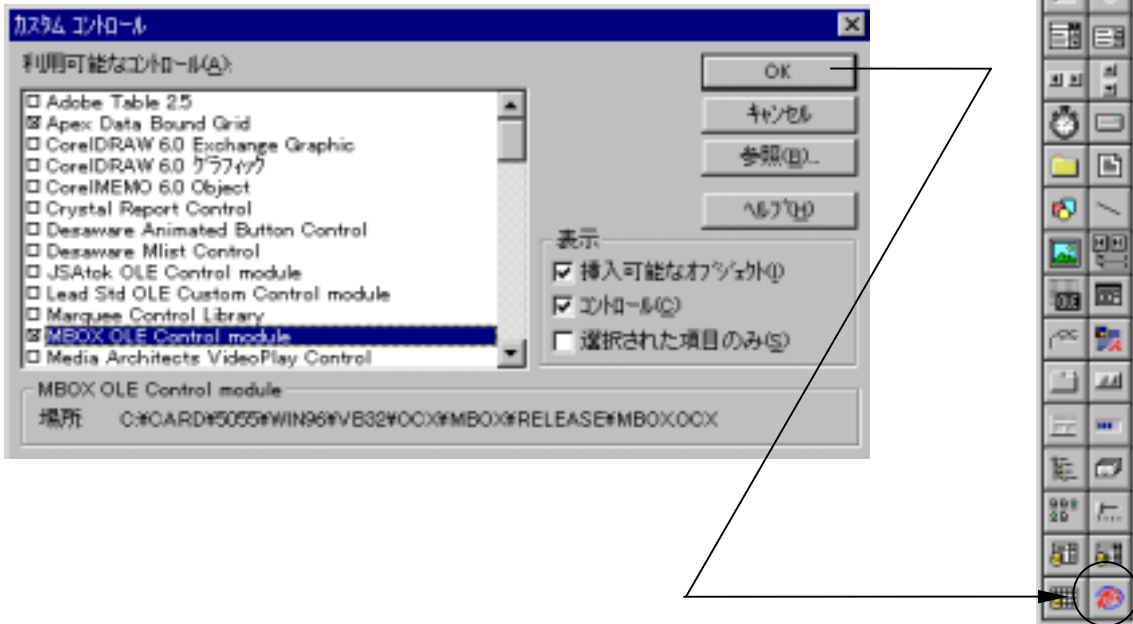 カスタム コントロール
利用可能なコントロール(A):
Adobe Table 2.5
Apex Data Bound Grid
CorelDRAW 6.0 Exchange Graphic
CorelDRAW 6.0 グラフィック
CorelMEMO 6.0 Object
Crystal Report Control
Desaware Animated Button Control
Desaware Mlist Control
JSAtok OLE Control module
Lead Std OLE Custom Control module
Marquee Control Library
MBOX OLE Control module
Media Architects VideoPlay Control
OK
キャンセル
参照(B)...
ヘルプ(H)
表示
挿入可能なオブジェクト(I)
コントロール(C)
選択された項目のみ(S)
MBOX OLE Control module
場所 C:¥CARD¥5055¥WIN96¥VB32¥OCX¥MBOX¥RELEASE¥MBOX.OCX